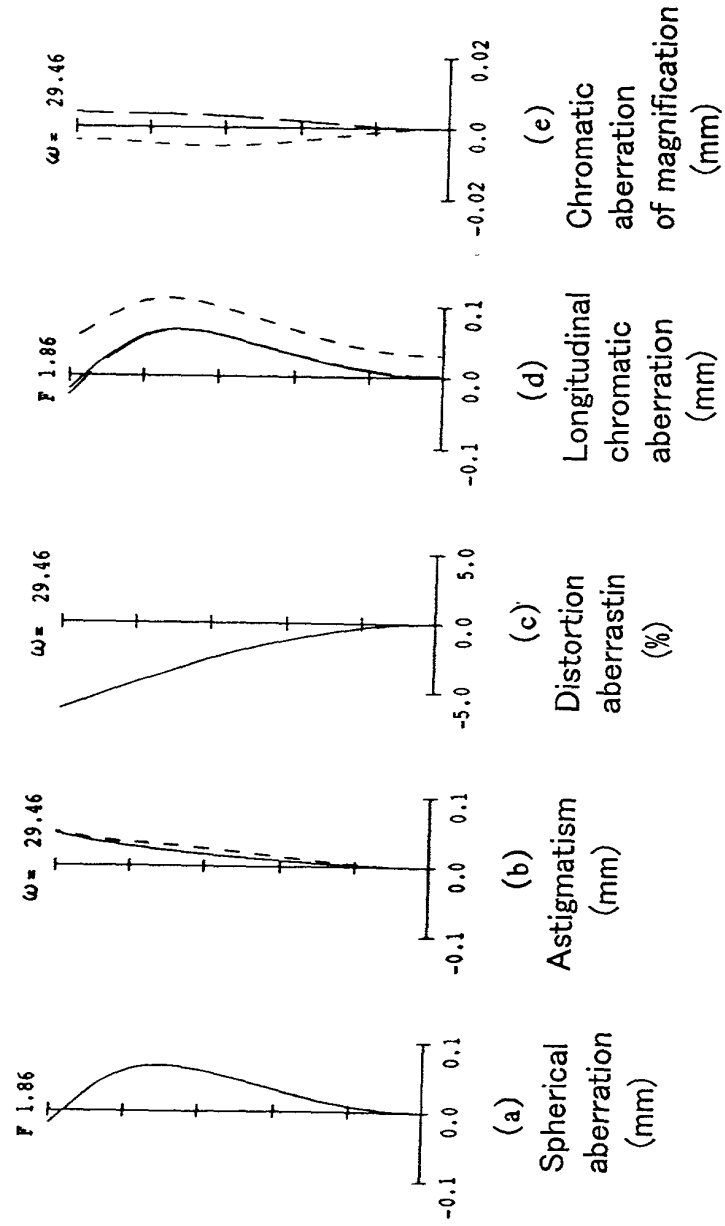 F 1.86
-0.1 0.0 0.1
(a)
Spherical
aberration
(mm)
ω= 29.46
-0.1 0.0 0.1
(b)
Astigmatism
(mm)
ω= 29.46
-5.0 0.0 5.0
(c)
Distortion
aberrastin
(%)
F 1.86
-0.1 0.0 0.1
(d)
Longitudinal
chromatic
aberration
(mm)
ω= 29.46
-0.02 0.0 0.02
(e)
Chromatic
aberration
of magnification
(mm)